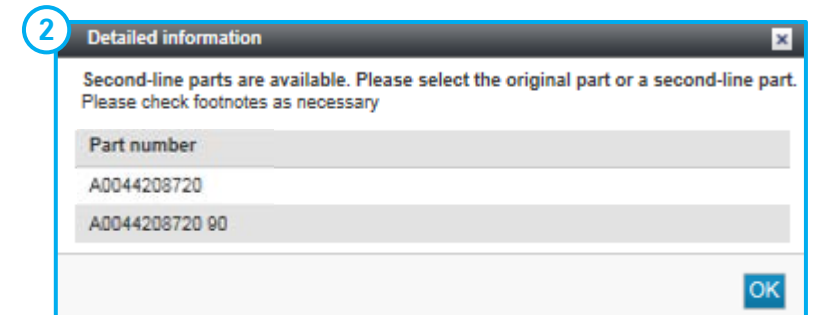 2
Detailed information
Second-line parts are available. Please select the original part or a second-line part.
Please check footnotes as necessary
Part number
A0044208720
A0044208720 90
OK